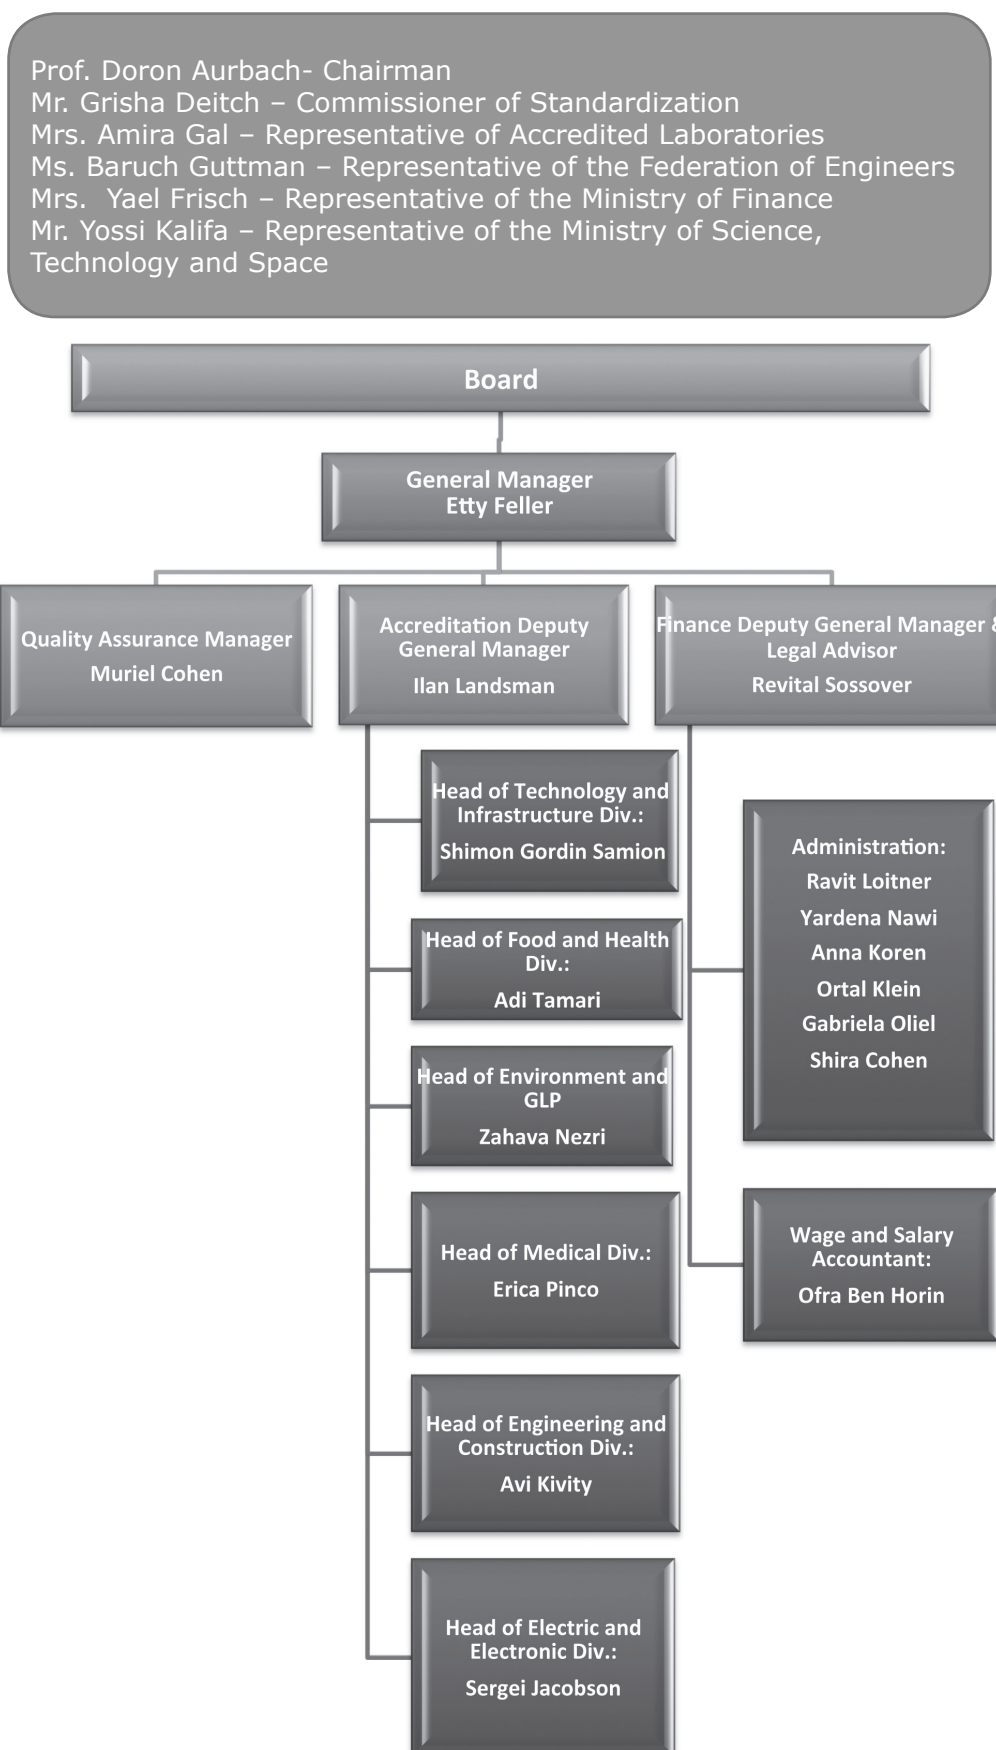 Prof. Doron Aurbach- Chairman
Mr. Grisha Deitch – Commissioner of Standardization
Mrs. Amira Gal – Representative of Accredited Laboratories
Ms. Baruch Guttman – Representative of the Federation of Engineers
Mrs.  Yael Frisch – Representative of the Ministry of Finance
Mr. Yossi Kalifa – Representative of the Ministry of Science,
Technology and Space
Board
General Manager
Etty Feller
Quality Assurance Manager
Muriel Cohen
Accreditation Deputy
General Manager
Ilan Landsman
Finance Deputy General Manager &
Legal Advisor
Revital Sossover
Head of Technology and
Infrastructure Div.:
Shimon Gordin Samion
Head of Food and Health
Div.:
Adi Tamari
Head of Environment and
GLP
Zahava Nezri
Head of Medical Div.:
Erica Pinco
Head of Engineering and
Construction Div.:
Avi Kivity
Head of Electric and
Electronic Div.:
Sergei Jacobson
Administration:
Ravit Loitner
Yardena Nawi
Anna Koren
Ortal Klein
Gabriela Oliel
Shira Cohen
Wage and Salary
Accountant:
Ofra Ben Horin